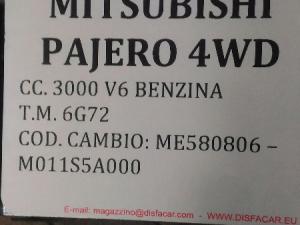 MITSUBISHI
PAJERO 4WD
CC. 3000 V6 BENZINA
T.M. 6G72
COD. CAMBIO: ME580806 –
M011S5A000
E-mail: magazzino@disfacar.com - WWW.DISFACAR.EU